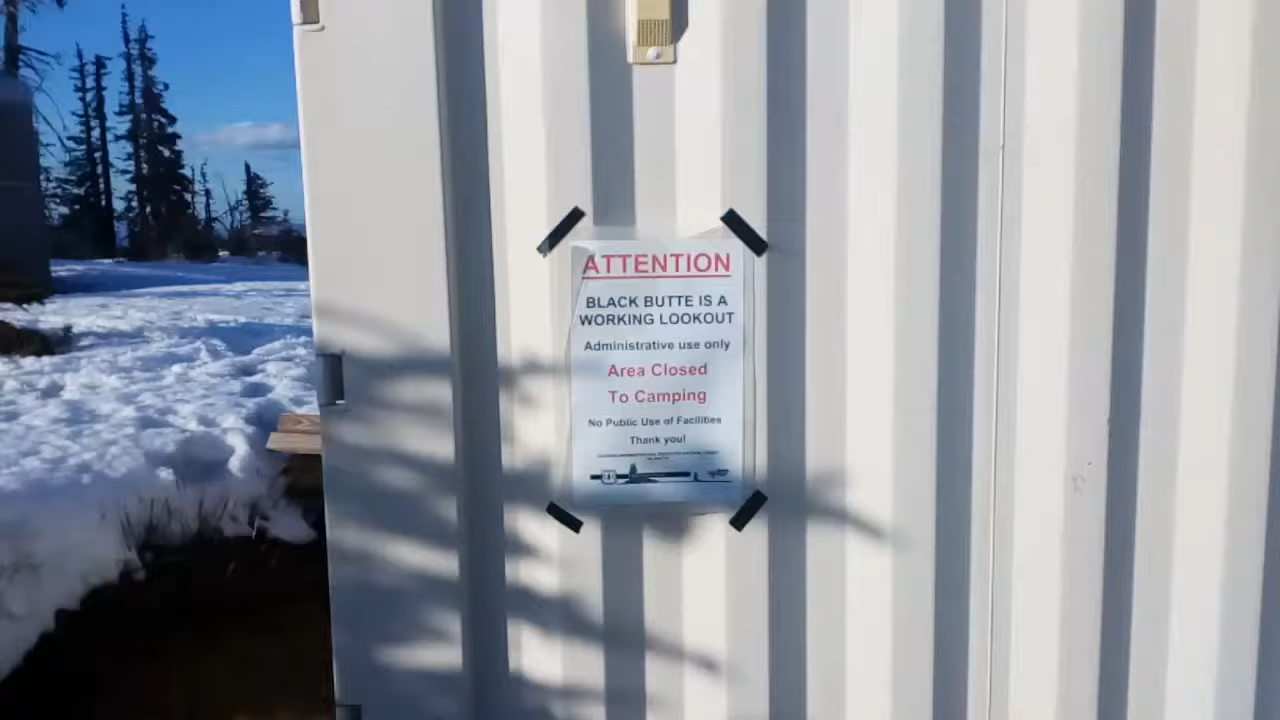 ATTENTION
BLACK BUTTE IS A
WORKING LOOKOUT
Administrative use only
Area Closed
To Camping
No Public Use of Facilities
Thank you!